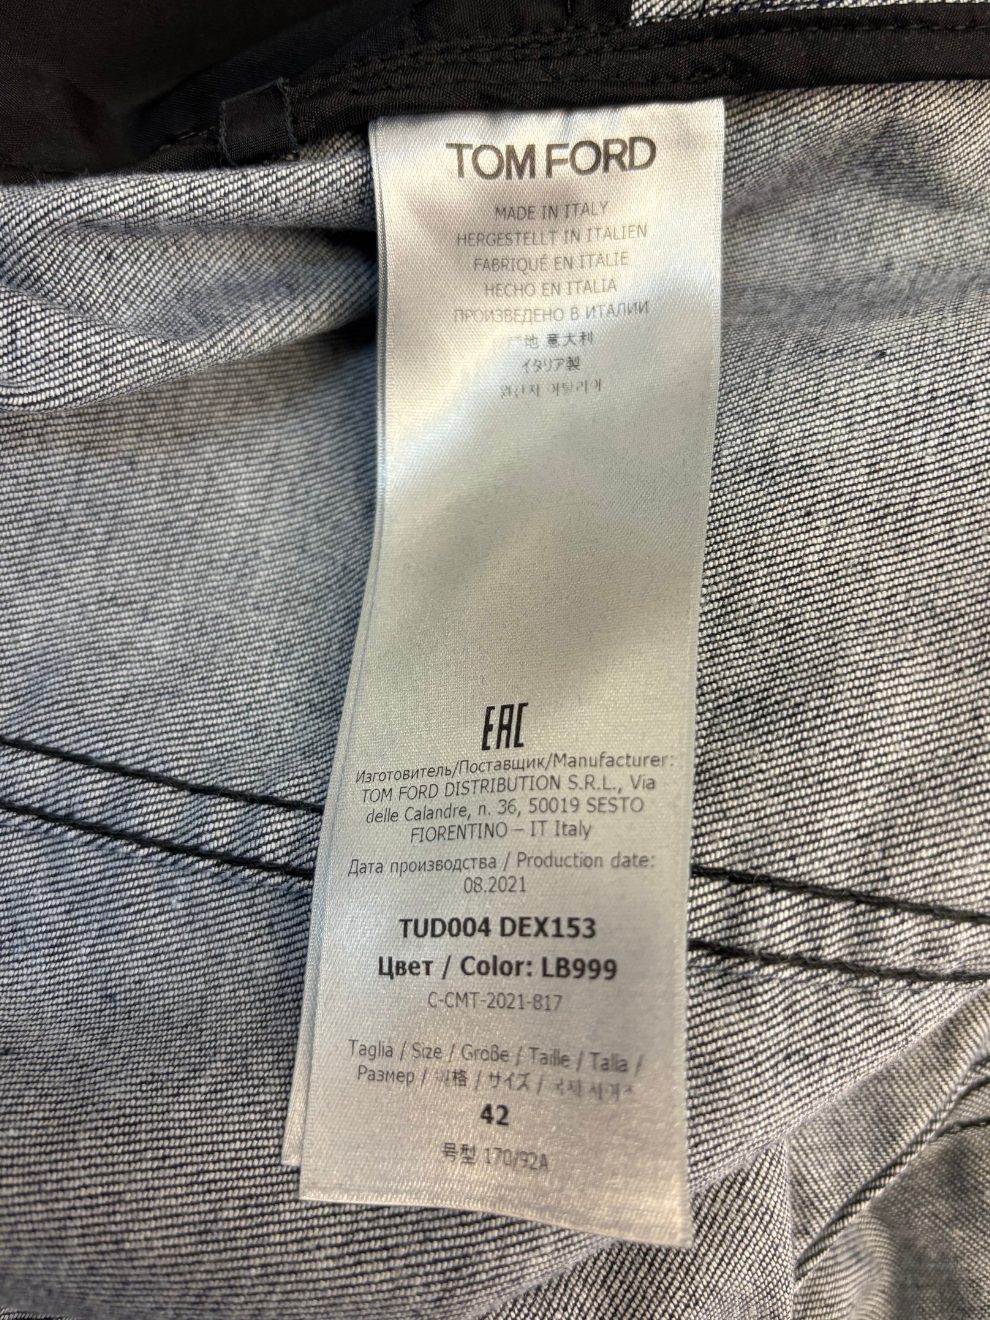 TOM FORD
MADE IN ITALY
HERGESTELLT IN ITALIEN
FABRIQUÉ EN ITALIE
HECHO EN ITALIA
ПРОИЗВЕДЕНО В ИТАЛИИ
地 意大利
イタリア製
EAC
Изготовитель/Поставщик/Manufacturer:
TOM FORD DISTRIBUTION S.R.L., Via
delle Calandre, n. 36, 50019 SESTO
FIORENTINO – IT Italy
Дата производства / Production date:
08.2021
TUD004 DEX153
Цвет / Color: LB999
C-CMT-2021-817
Taglia / Size / Große / Taille / Talla /
Размер / 格 / サイズ /
42
号型 170/92A